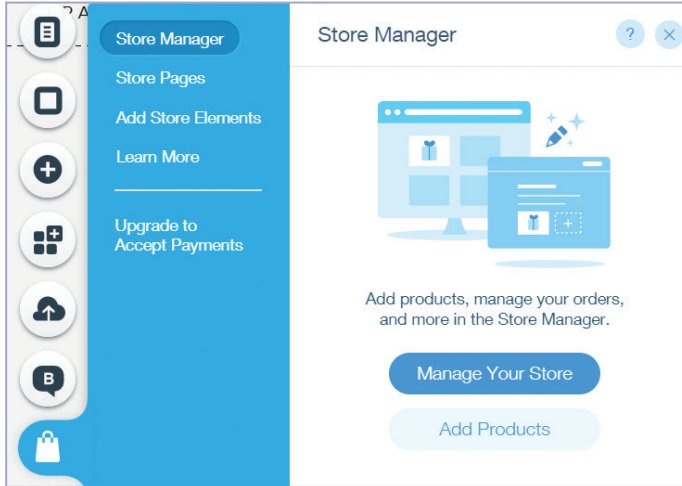 Store Manager
Store Pages
Add Store Elements
Learn More
Upgrade to
Accept Payments
Store Manager
?
Add products, manage your orders,
and more in the Store Manager.
Manage Your Store
Add Products
B